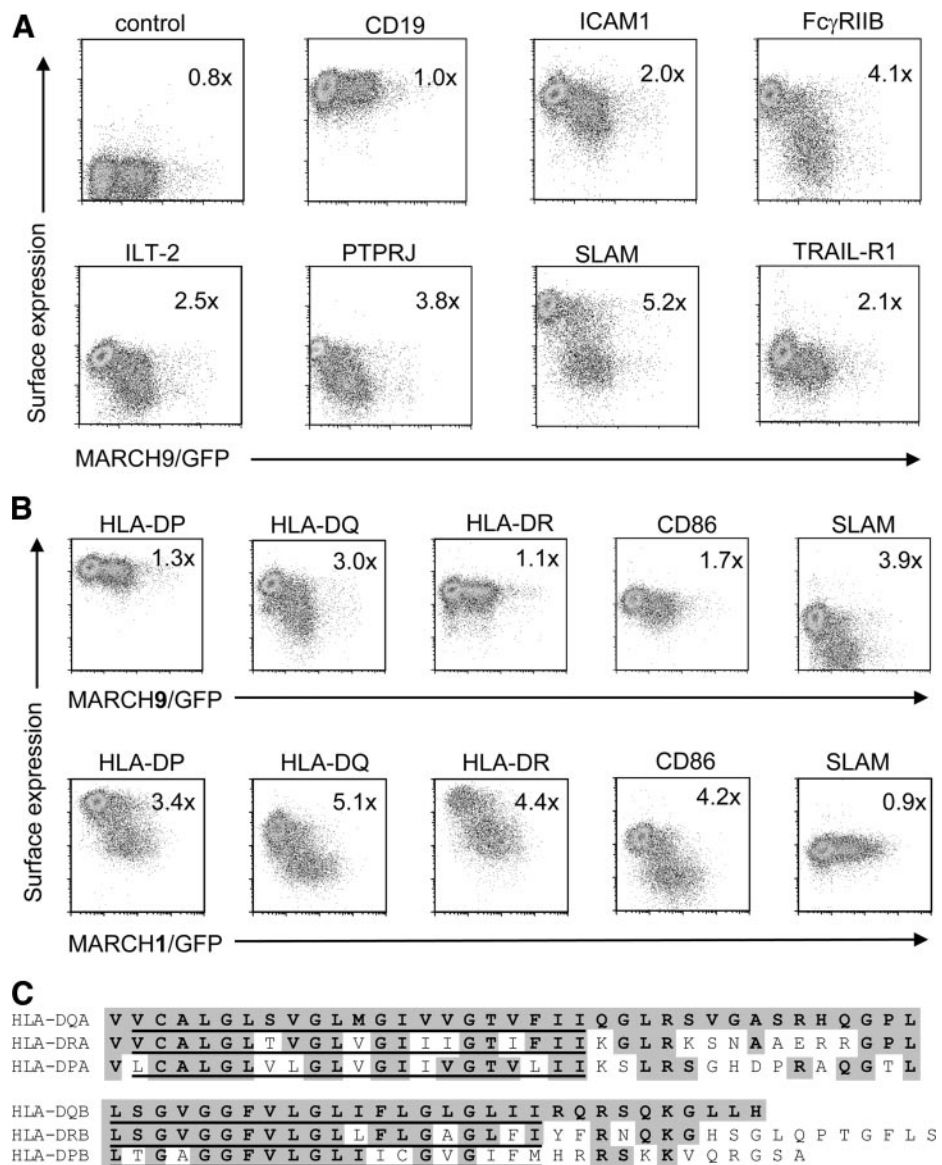 A
control CD19 ICAM1 FcγRIIB
0.8x 1.0x 2.0x 4.1x
ILT-2 PTPRJ SLAM TRAIL-R1
2.5x 3.8x 5.2x 2.1x
Surface expression
MARCH9/GFP
B
HLA-DP HLA-DQ HLA-DR CD86 SLAM
1.3x 3.0x 1.1x 1.7x 3.9x
MARCH9/GFP
HLA-DP HLA-DQ HLA-DR CD86 SLAM
3.4x 5.1x 4.4x 4.2x 0.9x
Surface expression
MARCH1/GFP
C
HLA-DQA V V C A L G L S V G L M G I V V G T V F I I Q G L R S V G A S R H Q G P L
HLA-DRA V V C A L G L T V G L V G I I I G T I F I I K G L R K S N A A E R R G P L
HLA-DPA V L C A L G L V L G L V G I I V G T V L I I K S L R S G H D P R A Q G T L
HLA-DQB L S G V G G F V L G L I F L G L G L I I R Q R S Q K G L L H
HLA-DRB L S G V G G F V L G L L F L G A G L F I Y F R N Q K G H S G L Q P T G F L S
HLA-DPB L T G A G G F V L G L I I C G V G I F M H R R S K K V Q R G S A